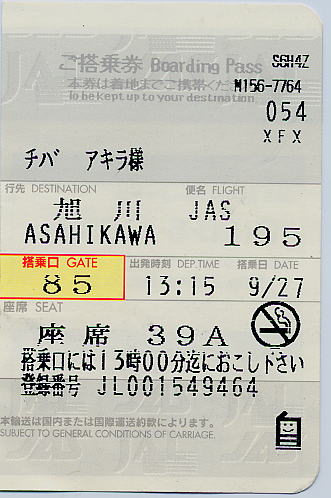 SGH4Z
ご搭乗券 Boarding Pass
本券は着地までご携帯ください
To be kept up to your destination
M156-7764
054
XFX
チバ アキラ様
行先 DESTINATION 便名 FLIGHT
旭川 JAS
ASAHIKAWA 195
搭乗口 GATE 出発時刻 DEP.TIME 搭乗日 DATE
85 13:15 9/27
座席 SEAT
座席 39A
搭乗口には13時00分迄におこし下さい
登録番号 JL001549464
本輸送は国内または国際運送約款によります。
SUBJECT TO GENERAL CONDITIONS OF CARRIAGE.